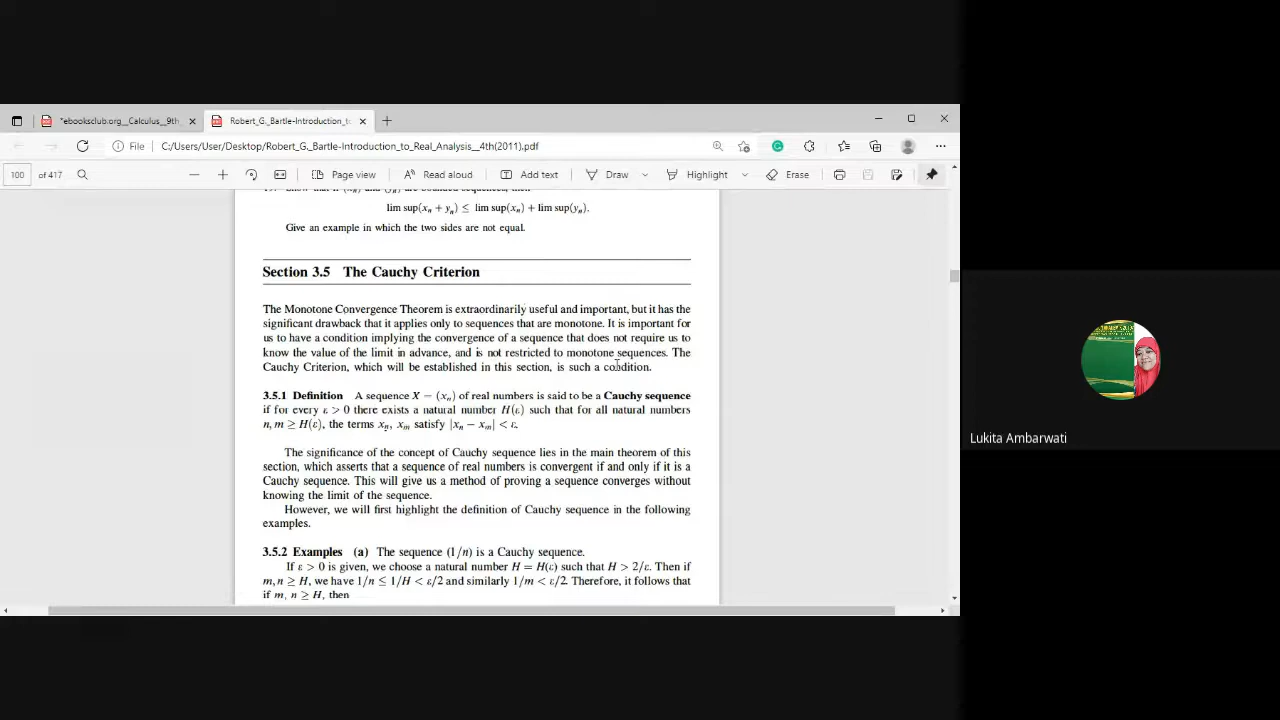 *ebooksclub.org__Calculus__9th_
Robert_G._Bartle-Introduction_to
File
C:/Users/User/Desktop/Robert_G._Bartle-Introduction_to_Real_Analysis__4th(2011).pdf
100 of 417
Page view
Read aloud
Add text
Draw
Highlight
Erase
lim sup(xₙ + yₙ) ≤ lim sup(xₙ) + lim sup(yₙ).
Give an example in which the two sides are not equal.
Section 3.5 The Cauchy Criterion
The Monotone Convergence Theorem is extraordinarily useful and important, but it has the
significant drawback that it applies only to sequences that are monotone. It is important for
us to have a condition implying the convergence of a sequence that does not require us to
know the value of the limit in advance, and is not restricted to monotone sequences. The
Cauchy Criterion, which will be established in this section, is such a condition.
3.5.1 Definition A sequence X = (xₙ) of real numbers is said to be a Cauchy sequence
if for every ε > 0 there exists a natural number H(ε) such that for all natural numbers
n, m ≥ H(ε), the terms xₙ, xₘ satisfy |xₙ − xₘ| < ε.
The significance of the concept of Cauchy sequence lies in the main theorem of this
section, which asserts that a sequence of real numbers is convergent if and only if it is a
Cauchy sequence. This will give us a method of proving a sequence converges without
knowing the limit of the sequence.
However, we will first highlight the definition of Cauchy sequence in the following
examples.
3.5.2 Examples (a) The sequence (1/n) is a Cauchy sequence.
If ε > 0 is given, we choose a natural number H = H(ε) such that H > 2/ε. Then if
m, n ≥ H, we have 1/n ≤ 1/H < ε/2 and similarly 1/m < ε/2. Therefore, it follows that
if m, n ≥ H, then
Lukita Ambarwati